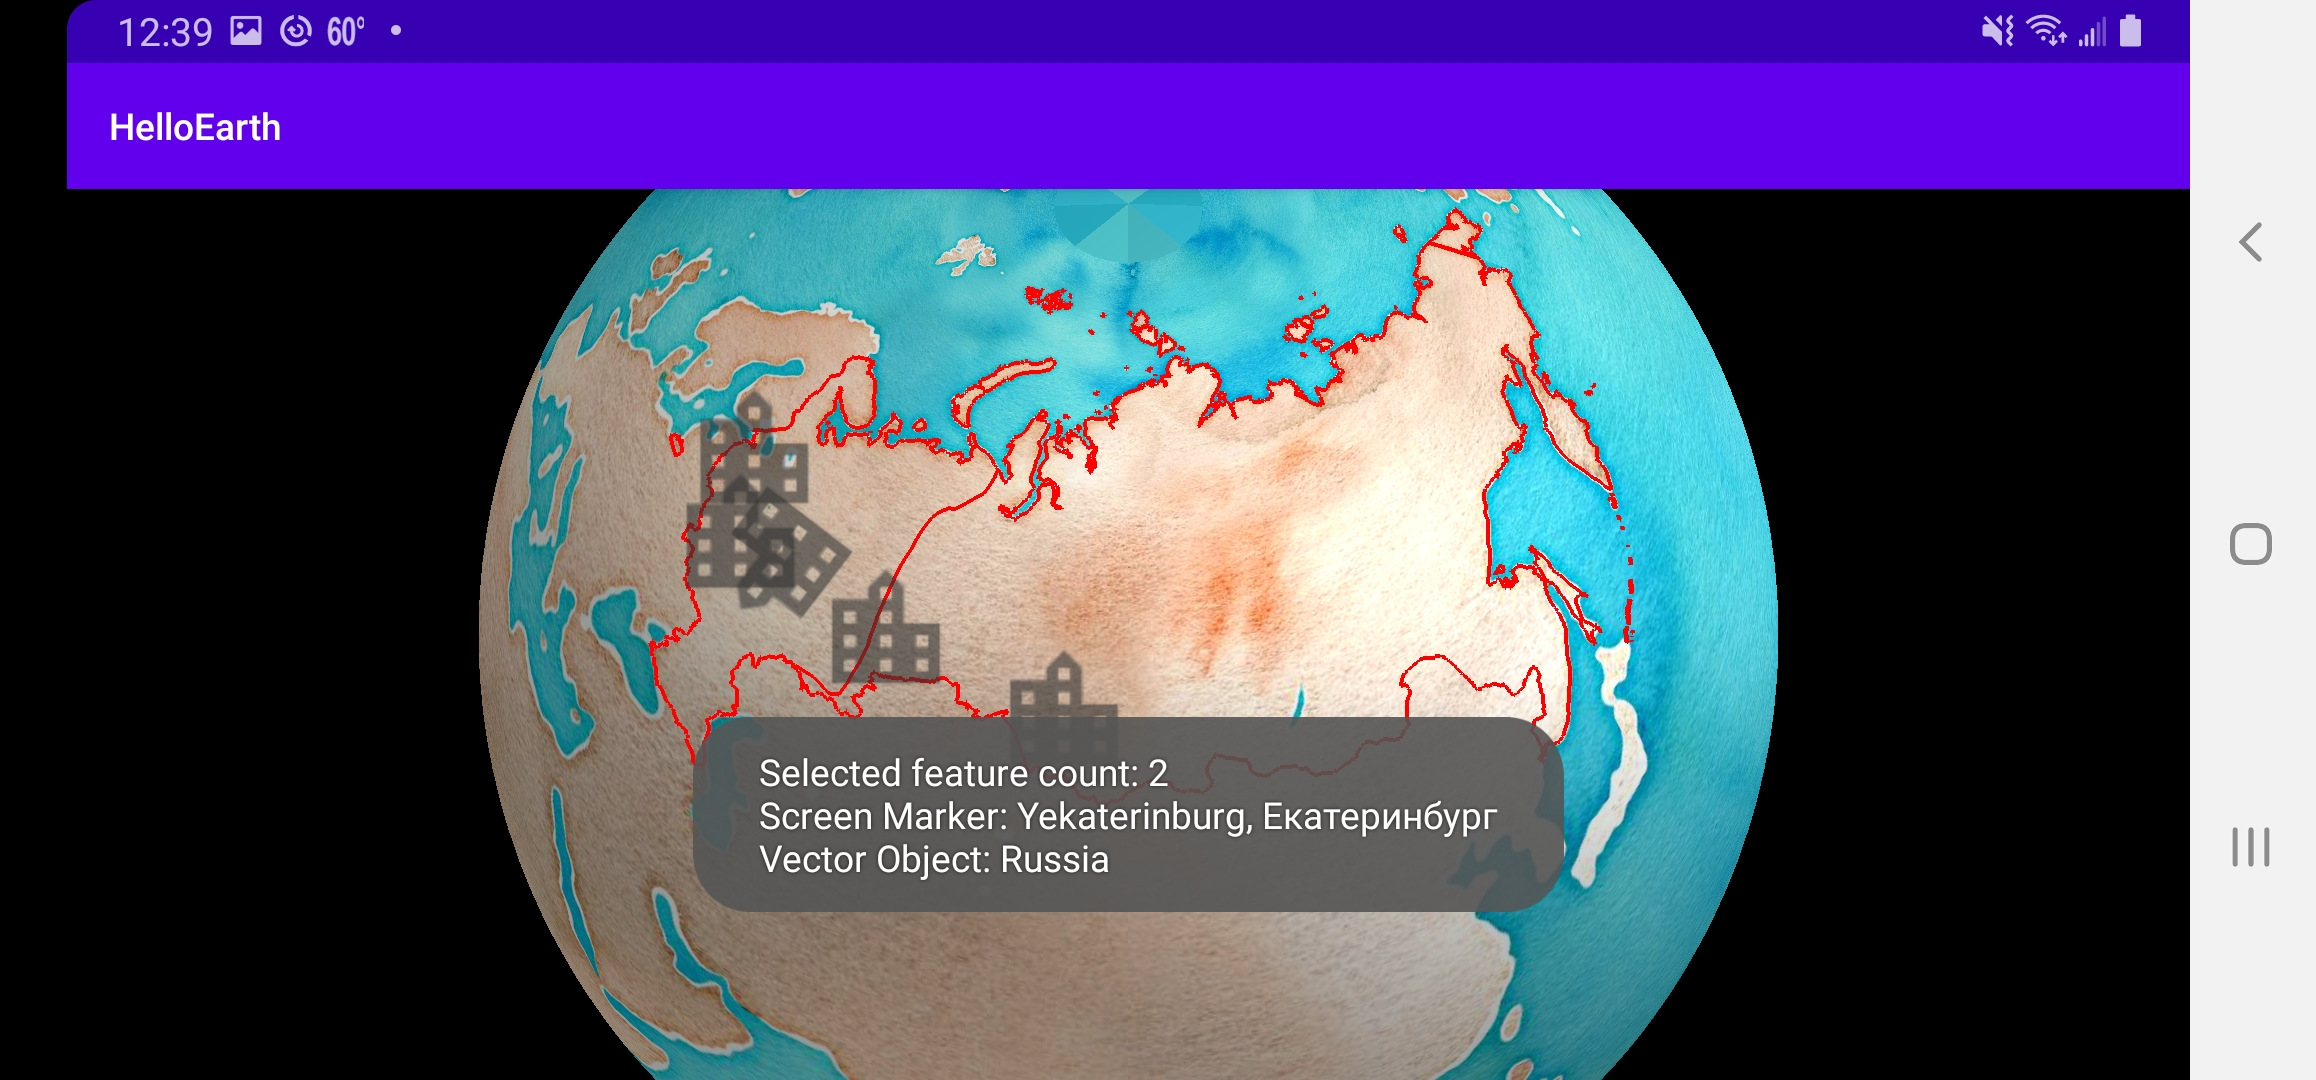 12:39 60°
HelloEarth
Selected feature count: 2
Screen Marker: Yekaterinburg, Екатеринбург
Vector Object: Russia